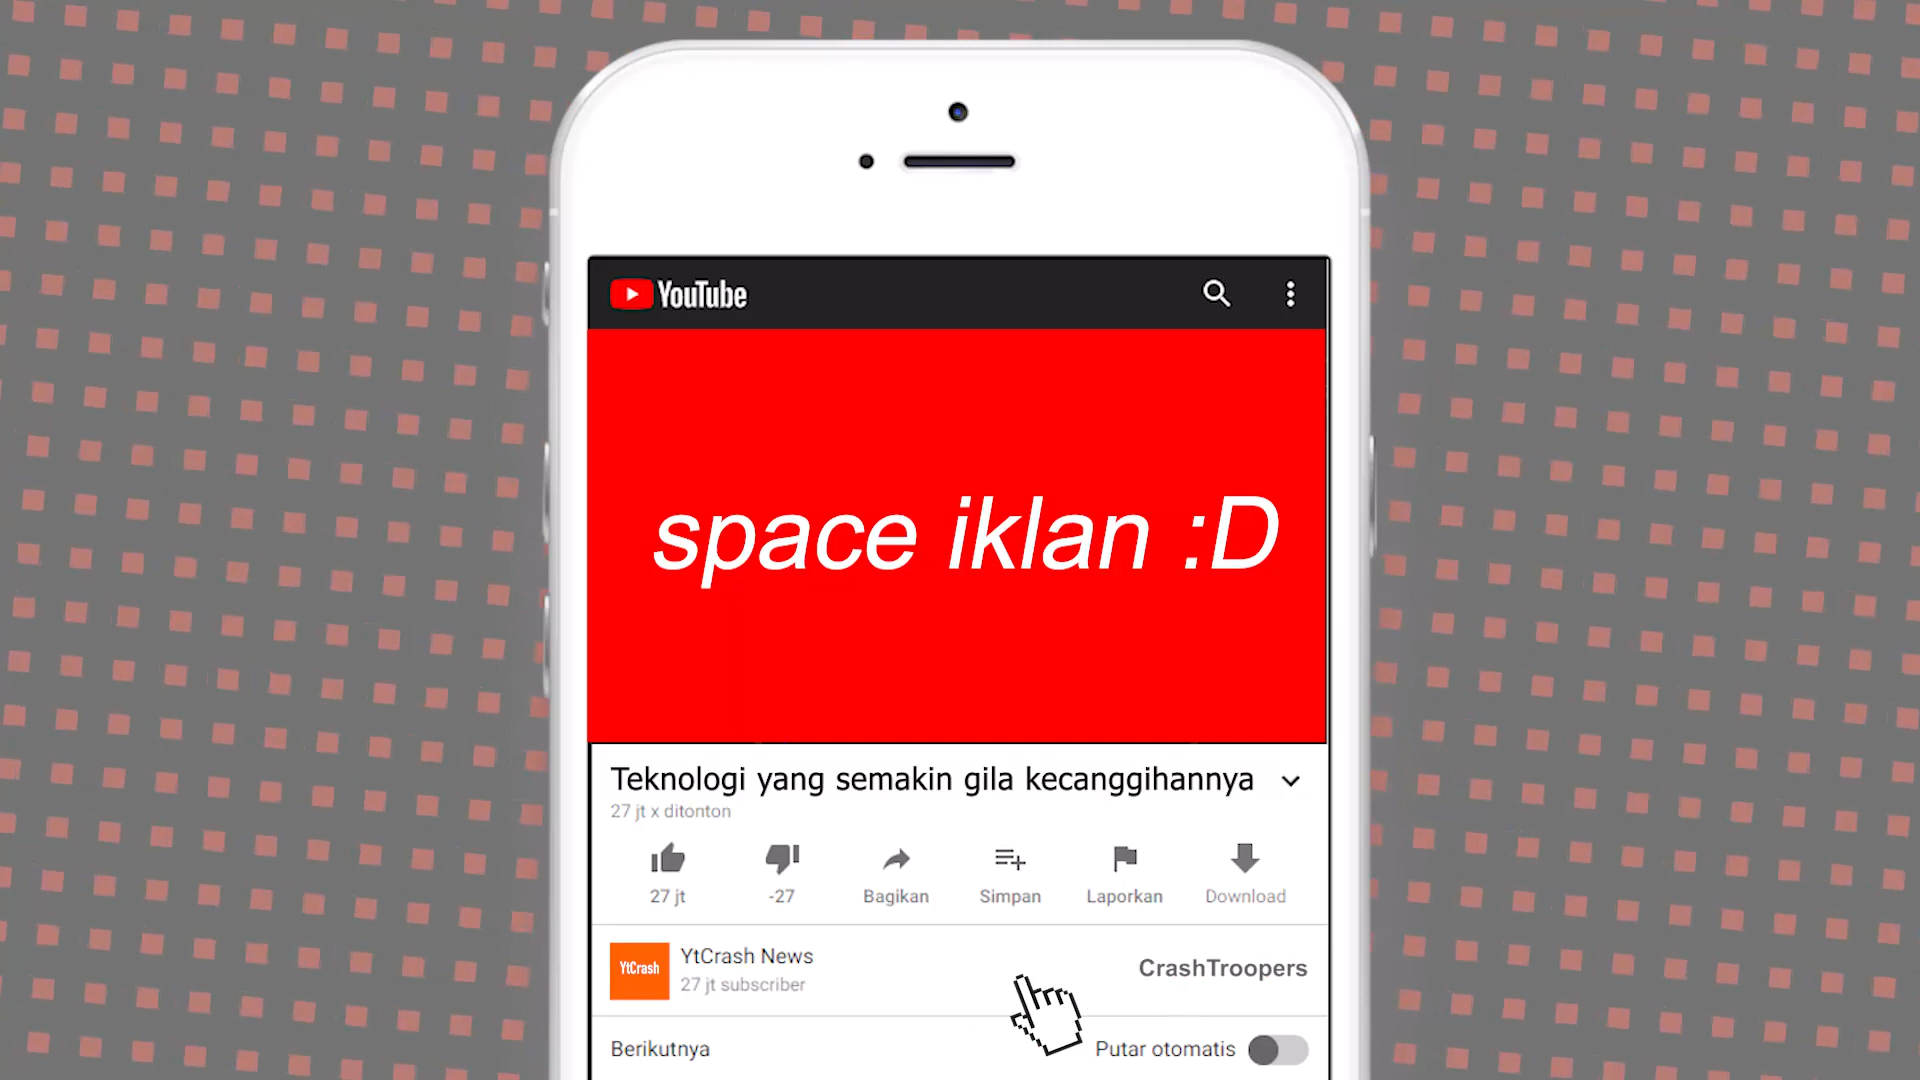 YouTube
space iklan :D
Teknologi yang semakin gila kecanggihannya
27 jt x ditonton
27 jt
-27
Bagikan
Simpan
Laporkan
Download
YtCrash
YtCrash News
27 jt subscriber
CrashTroopers
Berikutnya
Putar otomatis